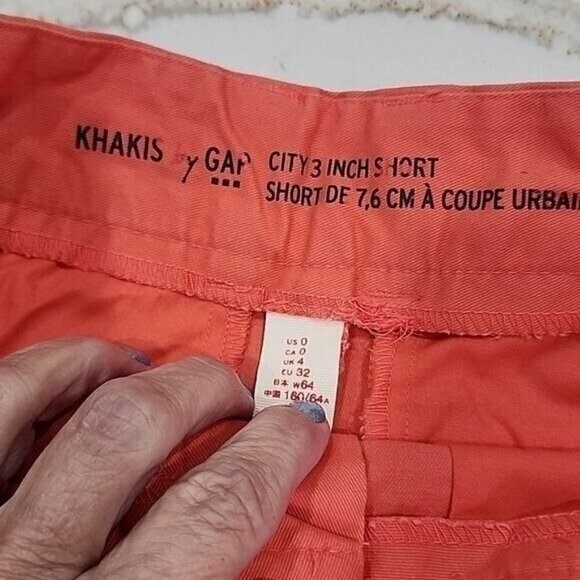 KHAKIS by GAP
CITY 3 INCH SHORT
SHORT DE 7,6 CM À COUPE
US 0
CA 0
UK 4
EU 32
日本 W64
中国 160/64A